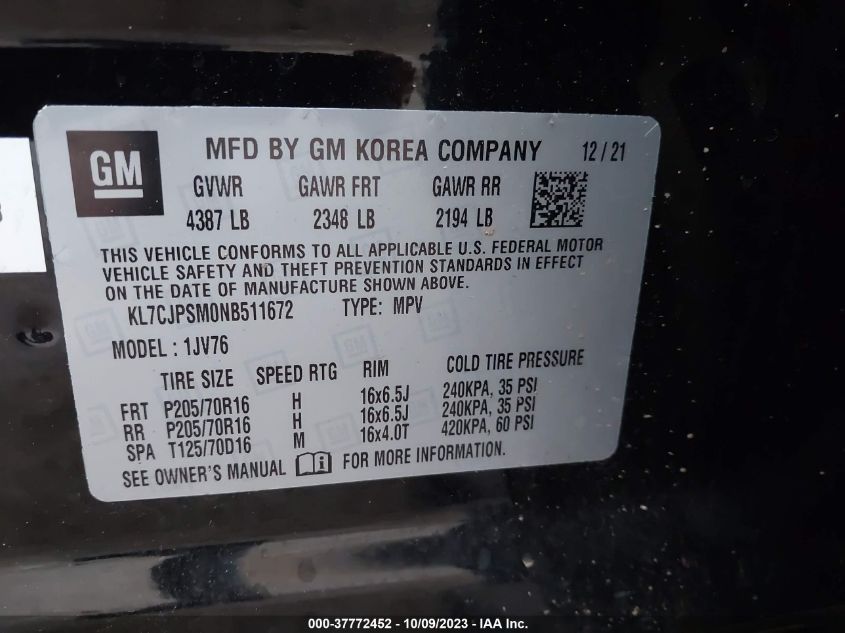 GM
MFD BY GM KOREA COMPANY 12/21
GVWR GAWR FRT GAWR RR
4387 LB 2348 LB 2194 LB
THIS VEHICLE CONFORMS TO ALL APPLICABLE U.S. FEDERAL MOTOR
VEHICLE SAFETY AND THEFT PREVENTION STANDARDS IN EFFECT
ON THE DATE OF MANUFACTURE SHOWN ABOVE.
KL7CJPSM0NB511672 TYPE: MPV
MODEL : 1JV76
TIRE SIZE SPEED RTG RIM COLD TIRE PRESSURE
FRT P205/70R16 H 16x6.5J 240KPA, 35 PSI
RR P205/70R16 H 16x6.5J 240KPA, 35 PSI
SPA T125/70D16 M 16x4.0T 420KPA, 60 PSI
SEE OWNER'S MANUAL FOR MORE INFORMATION.
000-37772452 - 10/09/2023 - IAA Inc.